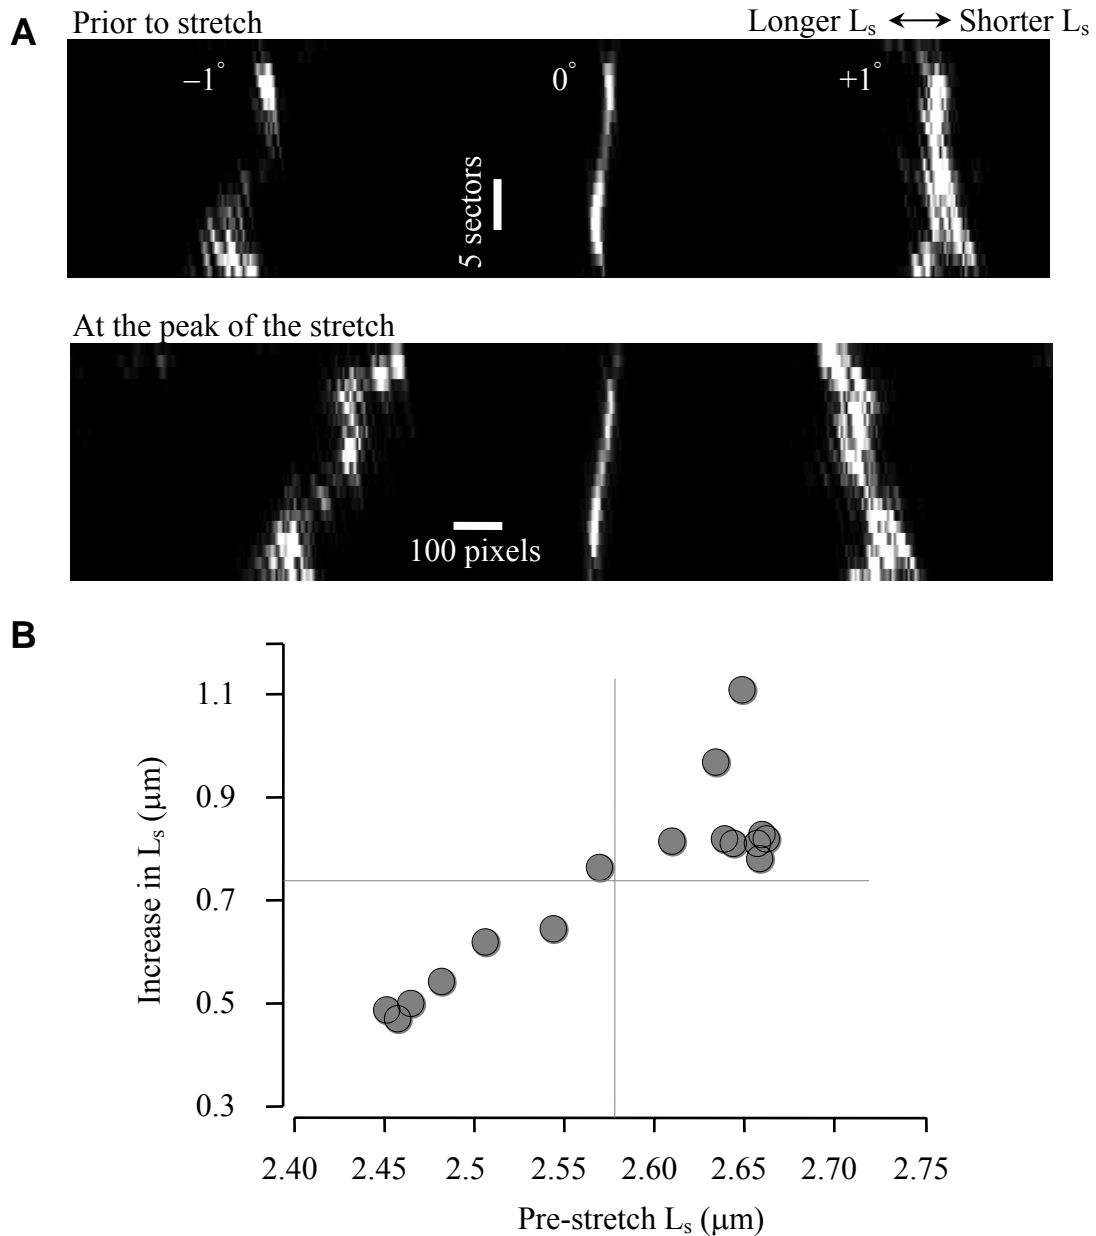 A
Prior to stretch
Longer Ls Shorter Ls
−1° 0° +1°
5 sectors
At the peak of the stretch
100 pixels
B
1.1
0.9
0.7
0.5
0.3
Increase in Ls (μm)
2.40 2.45 2.5 2.55 2.60 2.65 2.70 2.75
Pre-stretch Ls (μm)